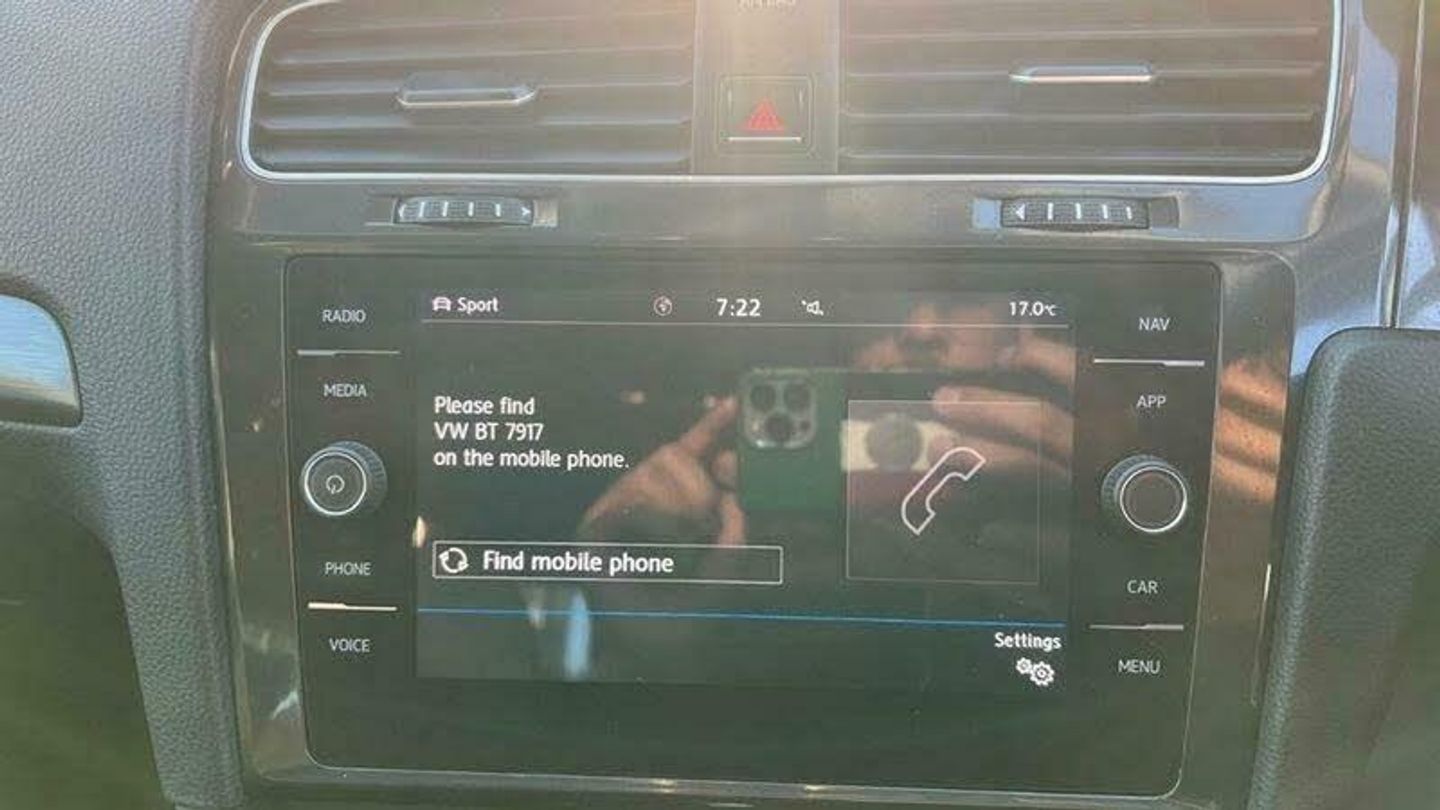 Sport 7:22 17.0°C
RADIO
NAV
MEDIA
APP
Please find
VW BT 7917
on the mobile phone.
Find mobile phone
PHONE
CAR
VOICE
Settings
MENU